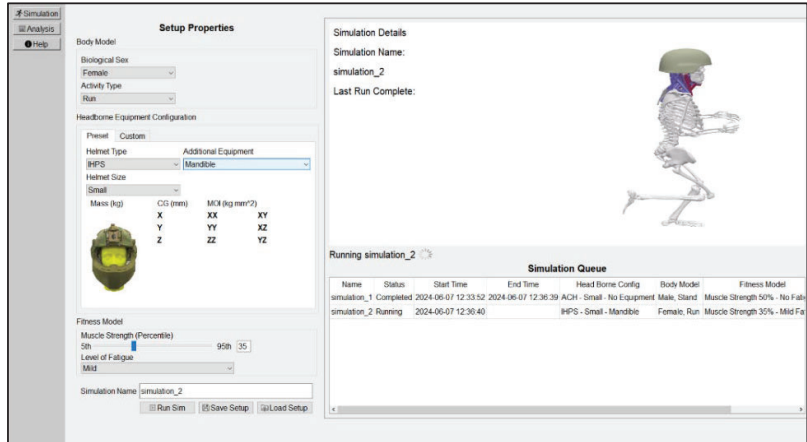 Simulation
Analysis
Help
Setup Properties
Body Model
Biological Sex
Female
Activity Type
Run
Headborne Equipment Configuration
Preset Custom
Helmet Type Additional Equipment
IHPS Mandible
Helmet Size
Small
Mass (kg) CG (mm) MOI (kg mm^2)
X XX XY
Y YY XZ
Z ZZ YZ
Fitness Model
Muscle Strength (Percentile)
5th 95th 35
Level of Fatigue
Mild
Simulation Name simulation_2
Run Sim Save Setup Load Setup
Simulation Details
Simulation Name:
simulation_2
Last Run Complete:
Running simulation_2
Simulation Queue
Name Status Start Time End Time Head Borne Config Body Model Fitness Model
simulation_1 Completed 2024-06-07 12:33:52 2024-06-07 12:36:39 ACH - Small - No Equipment Male, Stand Muscle Strength 50% - No Fati
simulation_2 Running 2024-06-07 12:36:40 IHPS - Small - Mandible Female, Run Muscle Strength 35% - Mild Fa